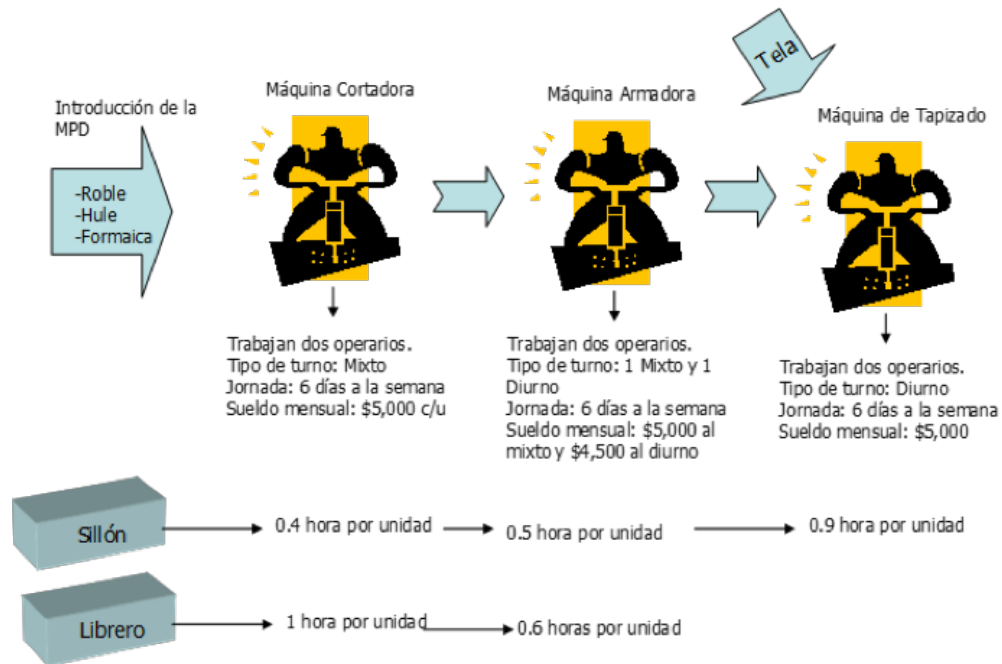 Tela
Introducción de la
MPD
-Roble
-Hule
-Formaica
Máquina Cortadora
Máquina Armadora
Máquina de Tapizado
Trabajan dos operarios.
Tipo de turno: Mixto
Jornada: 6 días a la semana
Sueldo mensual: $5,000 c/u
Trabajan dos operarios.
Tipo de turno: 1 Mixto y 1
Diurno
Jornada: 6 días a la semana
Sueldo mensual: $5,000 al
mixto y $4,500 al diurno
Trabajan dos operarios.
Tipo de turno: Diurno
Jornada: 6 días a la semana
Sueldo mensual: $5,000
Sillón
0.4 hora por unidad
0.5 hora por unidad
0.9 hora por unidad
Librero
1 hora por unidad
0.6 horas por unidad